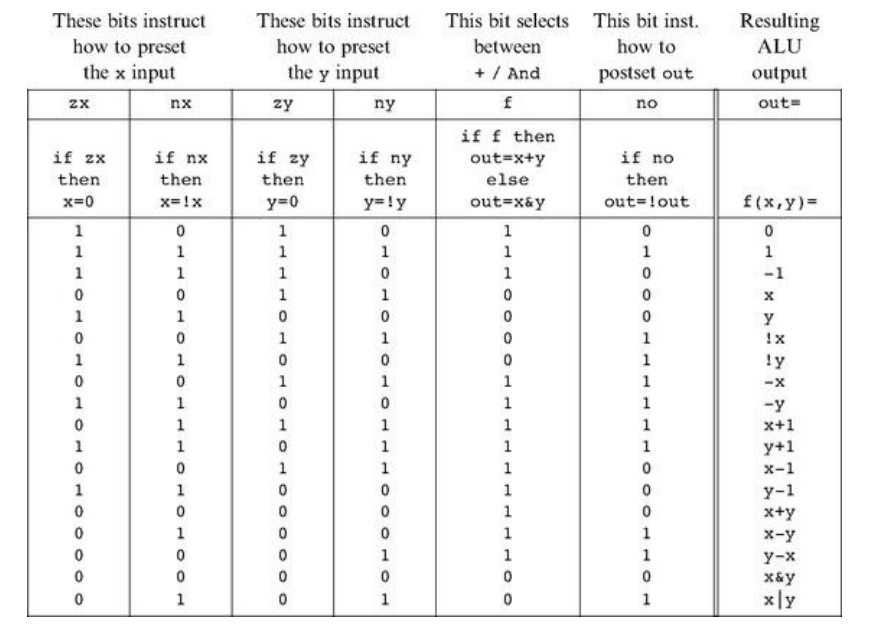 These bits instruct These bits instruct This bit selects This bit inst. Resulting
how to preset how to preset between how to ALU
the x input the y input + / And postset out output
zx nx zy ny f no out=
if f then
if zx if nx if zy if ny out=x+y if no
then then then then else then
x=0 x=!x y=0 y=!y out=x&y out=!out f(x,y)=
1 0 1 0 1 0 0
1 1 1 1 1 1 1
1 1 1 0 1 0 -1
0 0 1 1 0 0 x
1 1 0 0 0 0 y
0 0 1 1 0 1 !x
1 1 0 0 0 1 !y
0 0 1 1 1 1 -x
1 1 0 0 1 1 -y
0 1 1 1 1 1 x+1
1 1 0 1 1 1 y+1
0 0 1 1 1 0 x-1
1 1 0 0 1 0 y-1
0 0 0 0 1 0 x+y
0 1 0 0 1 1 x-y
0 0 0 1 1 1 y-x
0 0 0 0 0 0 x&y
0 1 0 1 0 1 x|y